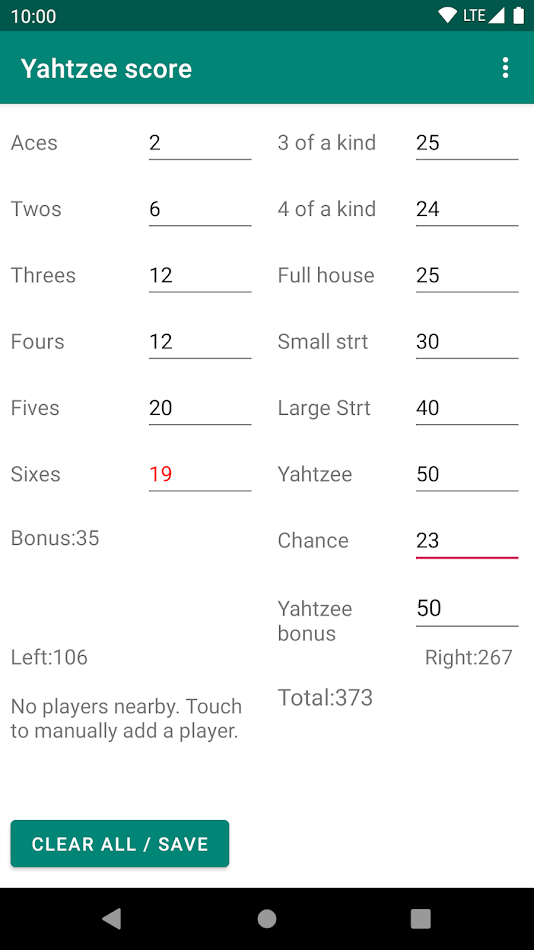 10:00 LTE
Yahtzee score
Aces 2 3 of a kind 25
Twos 6 4 of a kind 24
Threes 12 Full house 25
Fours 12 Small strt 30
Fives 20 Large Strt 40
Sixes 19 Yahtzee 50
Bonus:35 Chance 23
Yahtzee 50
bonus
Left:106 Right:267
Total:373
No players nearby. Touch
to manually add a player.
CLEAR ALL / SAVE